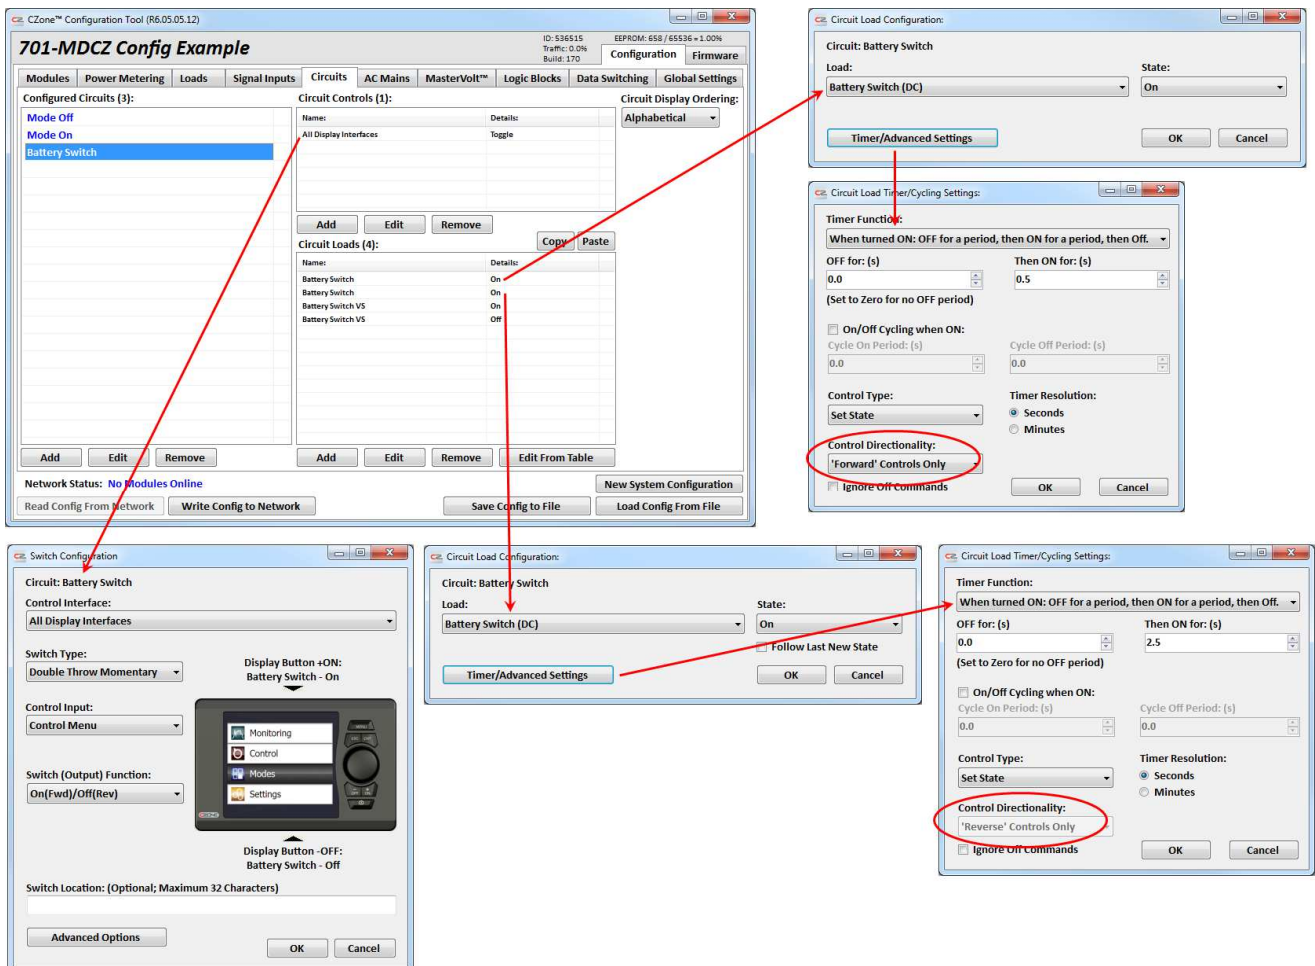 CZ CZone™ Configuration Tool (R6.05.05.12)
701-MDCZ Config Example
ID: 536515
Traffic: 0.0%
Build: 170
EEPROM: 658 / 65536 = 1.00%
Configuration Firmware
Modules Power Metering Loads Signal Inputs Circuits AC Mains MasterVolt™ Logic Blocks Data Switching Global Settings
Configured Circuits (3):
Mode Off
Mode On
Battery Switch
Add Edit Remove
Circuit Controls (1):
Name: Details:
All Display Interfaces Toggle
Add Edit Remove
Circuit Display Ordering:
Alphabetical
Circuit Loads (4):
Copy Paste
Name: Details:
Battery Switch On
Battery Switch On
Battery Switch VS On
Battery Switch VS Off
Add Edit Remove Edit From Table
Network Status: No Modules Online
New System Configuration
Read Config From Network Write Config to Network Save Config to File Load Config From File
CZ Circuit Load Configuration:
Circuit: Battery Switch
Load: State:
Battery Switch (DC) On
Timer/Advanced Settings OK Cancel
CZ Circuit Load Timer/Cycling Settings:
Timer Function:
When turned ON: OFF for a period, then ON for a period, then Off.
OFF for: (s) Then ON for: (s)
0.0 0.5
(Set to Zero for no OFF period)
On/Off Cycling when ON:
Cycle On Period: (s) Cycle Off Period: (s)
0.0 0.0
Control Type: Timer Resolution:
Set State Seconds
Minutes
Control Directionality:
'Forward' Controls Only
Ignore Off Commands OK Cancel
CZ Switch Configuration
Circuit: Battery Switch
Control Interface:
All Display Interfaces
Switch Type:
Double Throw Momentary
Display Button +ON:
Battery Switch - On
Control Input:
Control Menu
Monitoring
Control
Modes
Settings
Switch (Output) Function:
On(Fwd)/Off(Rev)
Display Button -OFF:
Battery Switch - Off
Switch Location: (Optional; Maximum 32 Characters)
Advanced Options OK Cancel
CZ Circuit Load Configuration:
Circuit: Battery Switch
Load: State:
Battery Switch (DC) On
Follow Last New State
Timer/Advanced Settings OK Cancel
CZ Circuit Load Timer/Cycling Settings:
Timer Function:
When turned ON: OFF for a period, then ON for a period, then Off.
OFF for: (s) Then ON for: (s)
0.0 2.5
(Set to Zero for no OFF period)
On/Off Cycling when ON:
Cycle On Period: (s) Cycle Off Period: (s)
0.0 0.0
Control Type: Timer Resolution:
Set State Seconds
Minutes
Control Directionality:
'Reverse' Controls Only
Ignore Off Commands OK Cancel